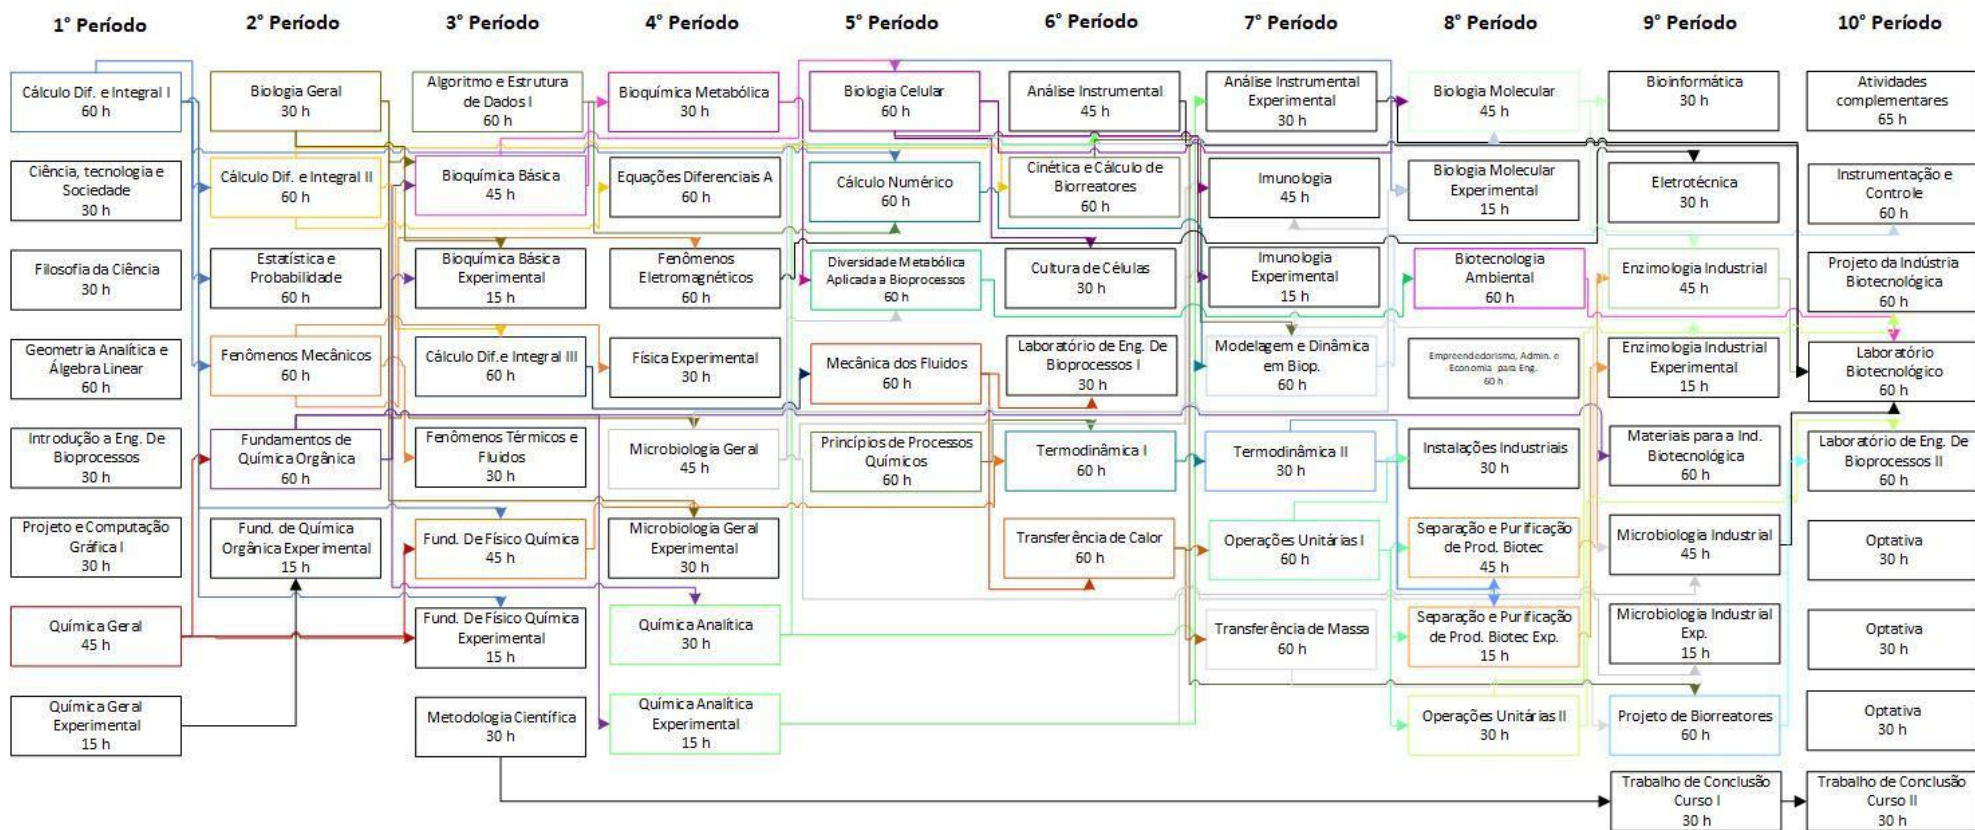 1° Período
2° Período
3° Período
4° Período
5° Período
6° Período
7° Período
8° Período
9° Período
10° Período
Cálculo Dif. e Integral I
60 h
Ciência, tecnologia e
Sociedade
30 h
Filosofia da Ciência
30 h
Geometria Analítica e
Álgebra Linear
60 h
Introdução a Eng. De
Bioprocessos
30 h
Projeto e Computação
Gráfica I
30 h
Química Geral
45 h
Química Geral
Experimental
15 h
Biologia Geral
30 h
Cálculo Dif. e Integral II
60 h
Estatística e
Probabilidade
60 h
Fenômenos Mecânicos
60 h
Fundamentos de
Química Orgânica
60 h
Fund. de Química
Orgânica Experimental
15 h
Algoritmo e Estrutura
de Dados I
60 h
Bioquímica Básica
45 h
Bioquímica Básica
Experimental
15 h
Cálculo Dif.e Integral III
60 h
Fenômenos Térmicos e
Fluidos
30 h
Fund. De Físico Química
45 h
Fund. De Físico Química
Experimental
15 h
Metodologia Científica
30 h
Bioquímica Metabólica
30 h
Equações Diferenciais A
60 h
Fenômenos
Eletromagnéticos
60 h
Física Experimental
30 h
Microbiologia Geral
45 h
Microbiologia Geral
Experimental
30 h
Química Analítica
30 h
Química Analítica
Experimental
15 h
Biologia Celular
60 h
Cálculo Numérico
60 h
Diversidade Metabólica
Aplicada a Bioprocessos
60 h
Mecânica dos Fluidos
60 h
Princípios de Processos
Químicos
60 h
Análise Instrumental
45 h
Cinética e Cálculo de
Biorreatores
60 h
Cultura de Células
30 h
Laboratório de Eng. De
Bioprocessos I
30 h
Termodinâmica I
60 h
Transferência de Calor
60 h
Análise Instrumental
Experimental
30 h
Imunologia
45 h
Imunologia
Experimental
15 h
Modelagem e Dinâmica
em Biop.
60 h
Termodinâmica II
30 h
Operações Unitárias I
60 h
Transferência de Massa
60 h
Biologia Molecular
45 h
Biologia Molecular
Experimental
15 h
Biotecnologia
Ambiental
60 h
Empreendedorismo, Admin. e
Economia para Eng.
60 h
Instalações Industriais
30 h
Separação e Purificação
de Prod. Biotec
45 h
Separação e Purificação
de Prod. Biotec Exp.
15 h
Operações Unitárias II
30 h
Bioinformática
30 h
Eletrotécnica
30 h
Enzimologia Industrial
45 h
Enzimologia Industrial
Experimental
15 h
Materiais para a Ind.
Biotecnológica
60 h
Microbiologia Industrial
45 h
Microbiologia Industrial
Exp.
15 h
Projeto de Biorreatores
60 h
Trabalho de Conclusão
Curso I
30 h
Atividades
complementares
65 h
Instrumentação e
Controle
60 h
Projeto da Indústria
Biotecnológica
60 h
Laboratório
Biotecnológico
60 h
Laboratório de Eng. De
Bioprocessos II
60 h
Optativa
30 h
Optativa
30 h
Optativa
30 h
Trabalho de Conclusão
Curso II
30 h